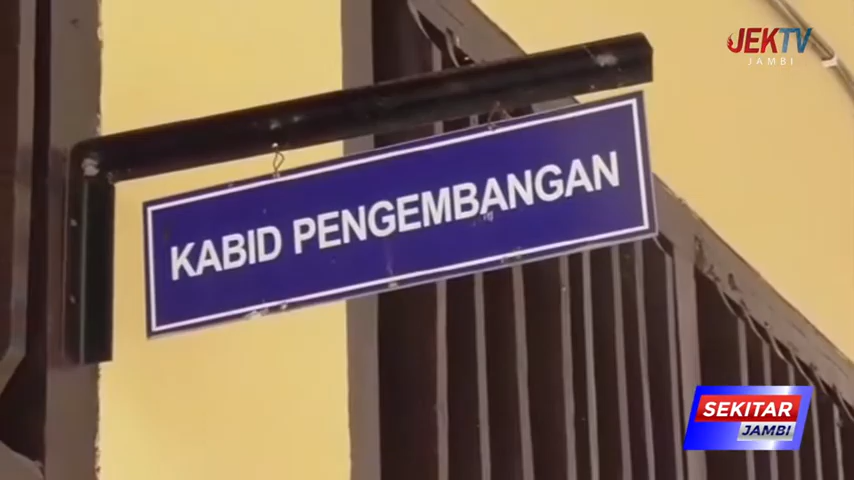 JEKTV
JAMBI
KABID PENGEMBANGAN
SEKITAR
JAMBI